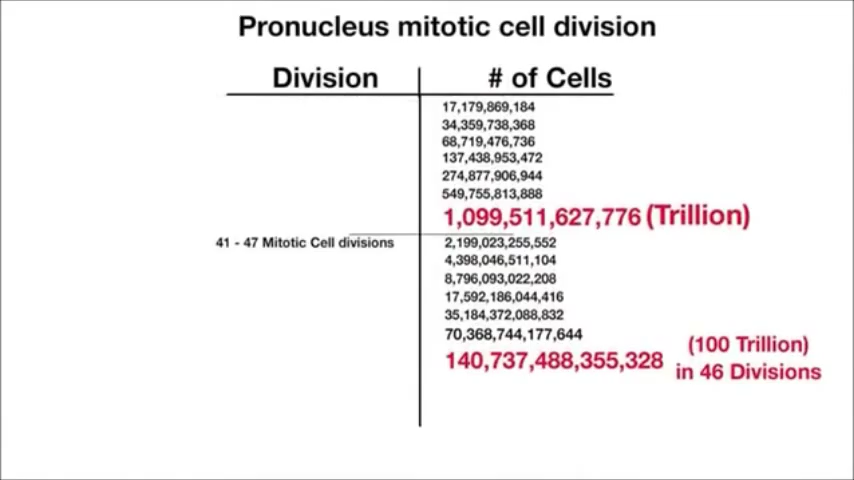 Pronucleus mitotic cell division
Division # of Cells
17,179,869,184
34,359,738,368
68,719,476,736
137,438,953,472
274,877,906,944
549,755,813,888
1,099,511,627,776 (Trillion)
41 - 47 Mitotic Cell divisions 2,199,023,255,552
4,398,046,511,104
8,796,093,022,208
17,592,186,044,416
35,184,372,088,832
70,368,744,177,644
140,737,488,355,328 (100 Trillion)
in 46 Divisions